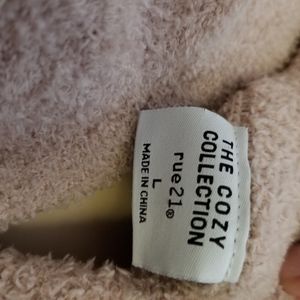 THE COZY
COLLECTION
rue21®
L
MADE IN CHINA